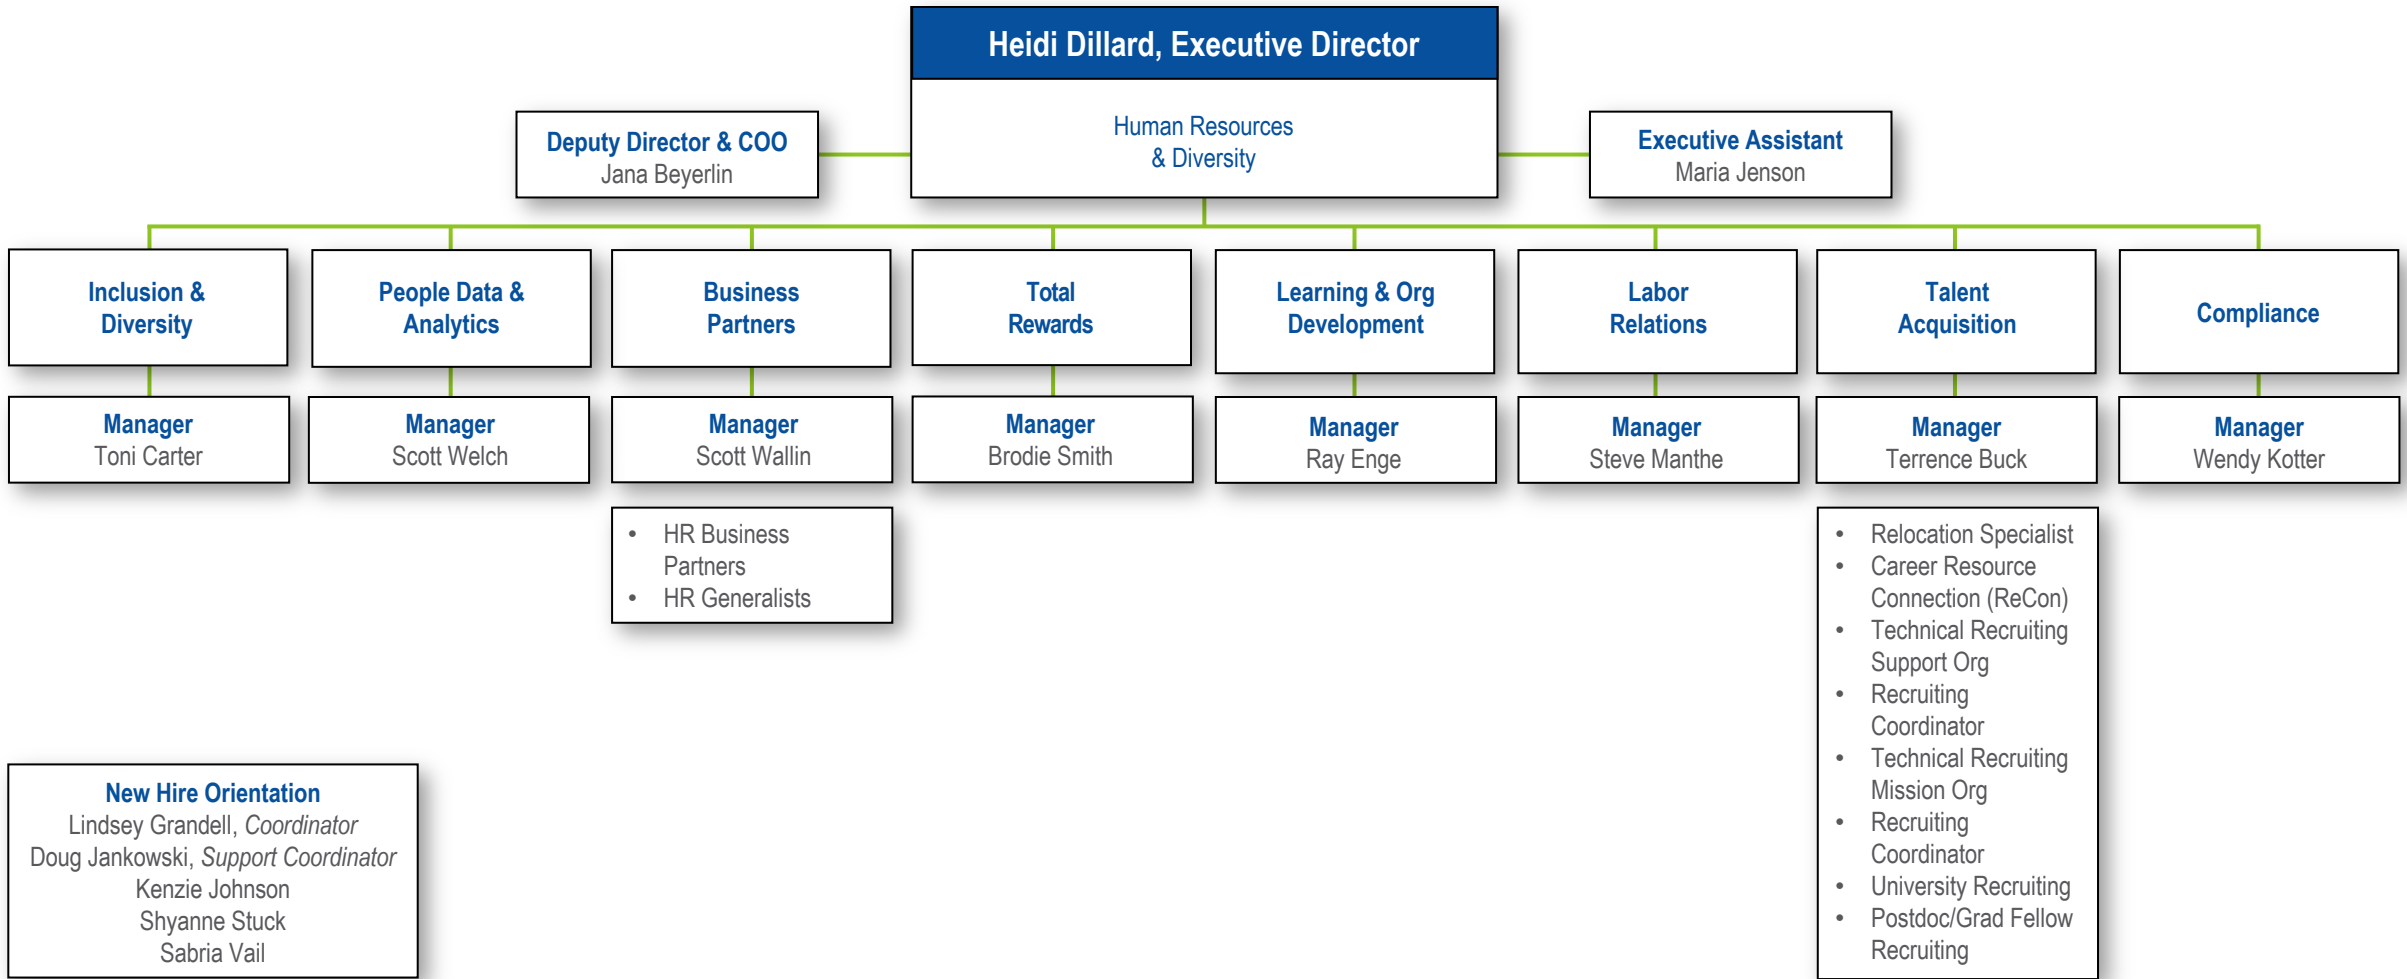 Heidi Dillard, Executive Director
Human Resources
& Diversity
Deputy Director & COO
Jana Beyerlin
Executive Assistant
Maria Jenson
Inclusion &
Diversity
People Data &
Analytics
Business
Partners
Total
Rewards
Learning & Org
Development
Labor
Relations
Talent
Acquisition
Compliance
Manager
Toni Carter
Manager
Scott Welch
Manager
Scott Wallin
Manager
Brodie Smith
Manager
Ray Enge
Manager
Steve Manthe
Manager
Terrence Buck
Manager
Wendy Kotter
• HR Business
Partners
• HR Generalists
• Relocation Specialist
• Career Resource
Connection (ReCon)
• Technical Recruiting
Support Org
• Recruiting
Coordinator
• Technical Recruiting
Mission Org
• Recruiting
Coordinator
• University Recruiting
• Postdoc/Grad Fellow
Recruiting
New Hire Orientation
Lindsey Grandell, Coordinator
Doug Jankowski, Support Coordinator
Kenzie Johnson
Shyanne Stuck
Sabria Vail